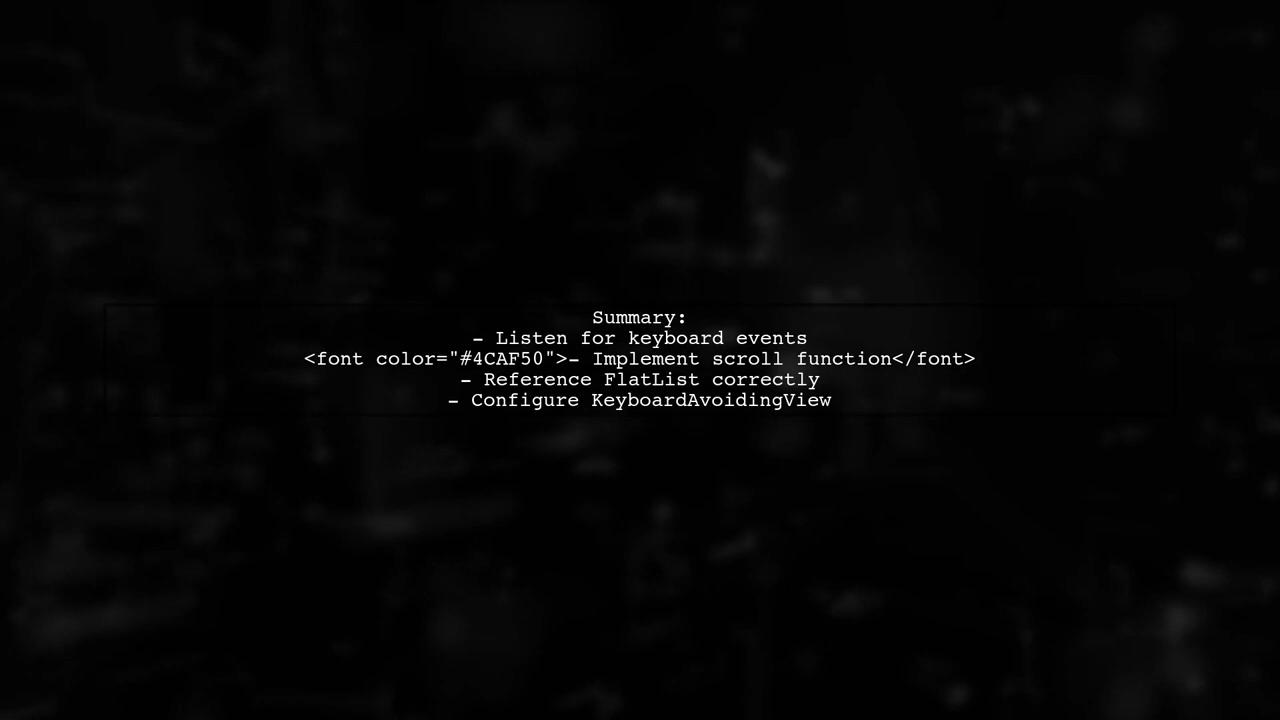 Summary:
- Listen for keyboard events
<font color="#4CAF50">- Implement scroll function</font>
- Reference FlatList correctly
- Configure KeyboardAvoidingView